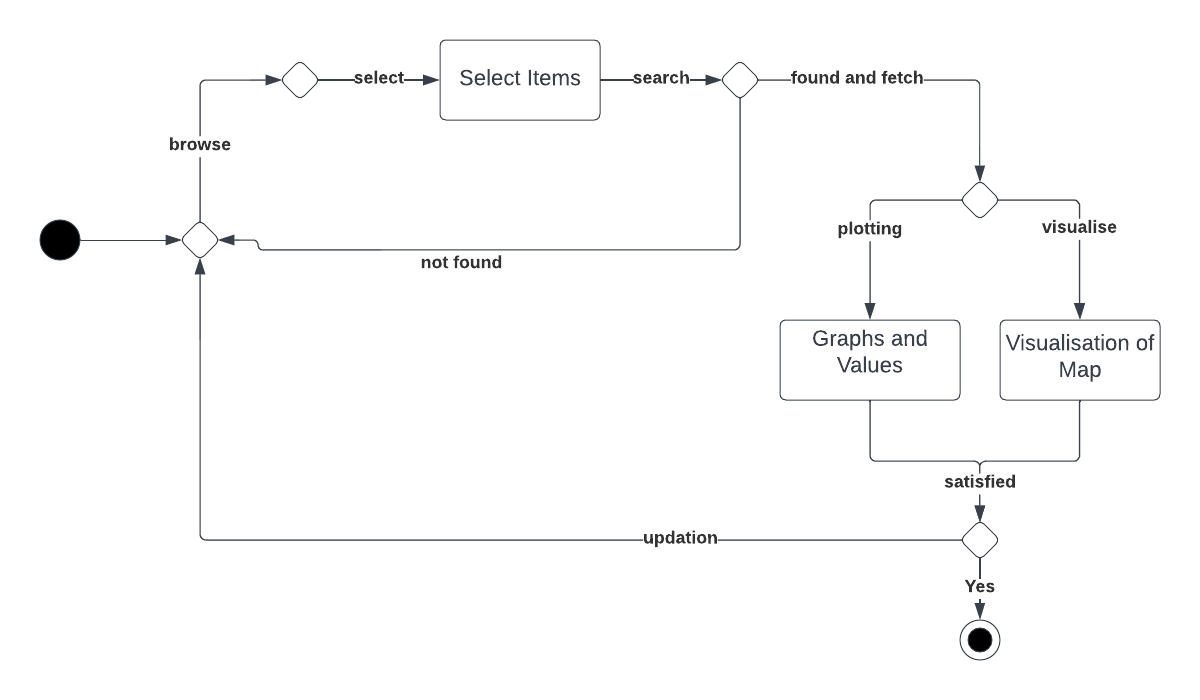 select
Select Items
search
found and fetch
browse
plotting
visualise
not found
Graphs and
Values
Visualisation of
Map
satisfied
updation
Yes